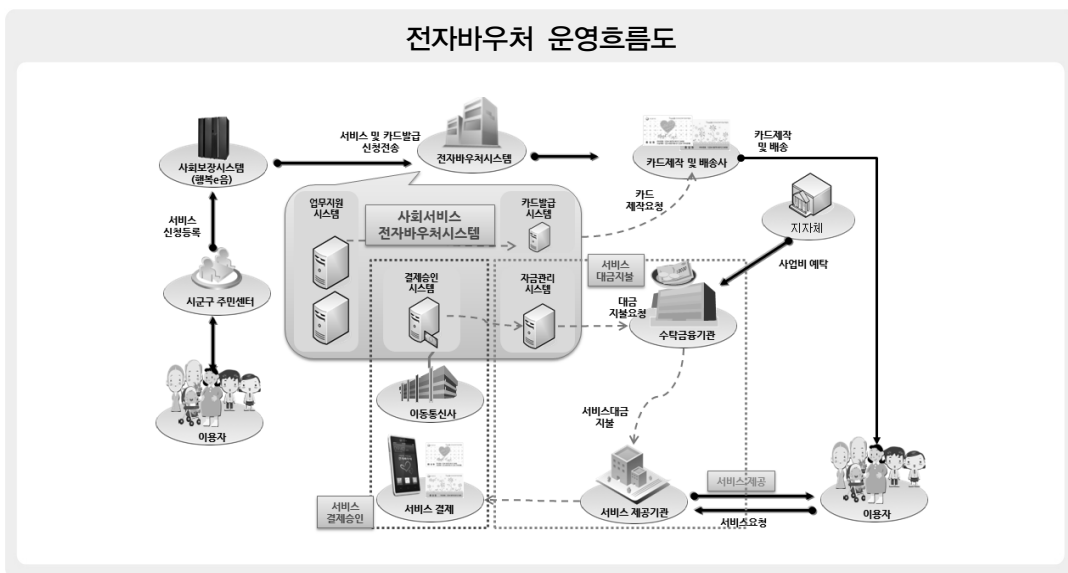 전자바우처 운영흐름도
사회보장시스템
(행복e음)
서비스 및 카드발급
신청전송
전자바우처시스템
카드제작 및 배송사
카드제작
및 배송
서비스
신청등록
업무지원
시스템
사회서비스
전자바우처시스템
카드발급
시스템
카드
제작요청
지자체
사업비 예탁
시군구 주민센터
결제승인
시스템
자금관리
시스템
서비스
대금지불
대금
지불요청
수탁금융기관
이용자
이동통신사
서비스대금
지불
서비스
결제승인
서비스 결제
서비스 제공기관
서비스제공
서비스요청
이용자